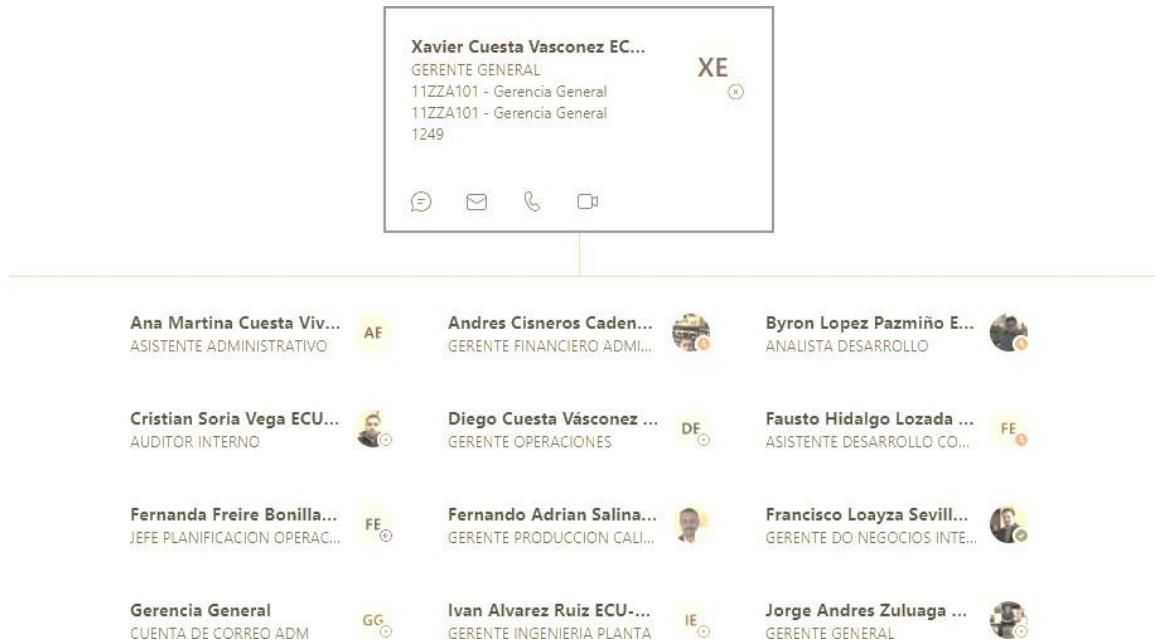 Xavier Cuesta Vasconez EC...
GERENTE GENERAL
XE
11ZZA101 - Gerencia General
11ZZA101 - Gerencia General
1249
Ana Martina Cuesta Viv...
ASISTENTE ADMINISTRATIVO
AE
Andres Cisneros Caden...
GERENTE FINANCIERO ADMI...
Byron Lopez Pazmiño E...
ANALISTA DESARROLLO
Cristian Soria Vega ECU...
AUDITOR INTERNO
Diego Cuesta Vásconez ...
GERENTE OPERACIONES
DE
Fausto Hidalgo Lozada ...
ASISTENTE DESARROLLO CO...
FE
Fernanda Freire Bonilla...
JEFE PLANIFICACION OPERAC...
FE
Fernando Adrian Salina...
GERENTE PRODUCCION CALI...
Francisco Loayza Sevill...
GERENTE DO NEGOCIOS INTE...
Gerencia General
CUENTA DE CORREO ADM
GG
Ivan Alvarez Ruiz ECU-...
GERENTE INGENIERIA PLANTA
IE
Jorge Andres Zuluaga ...
GERENTE GENERAL